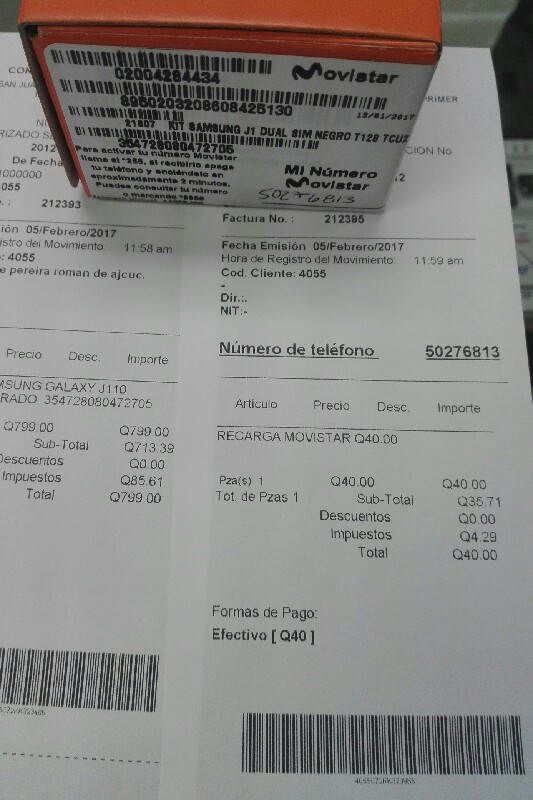 02004284434
Movistar
8950203208608425130
13/01/2017
21807 KIT SAMSUNG J1 DUAL SIM NEGRO T128 TCUZ
354728080472705
Para activar tu número Movistar
llama al *288, al recibirlo apaga
tu teléfono y enciéndelo en
aproximadamente 2 minutos.
Puedes consultar tu número
o marcando
Mi Número
Movistar
50276813
CON
SAN JUA
NI
RIZADO S
2012
De Fecha
1000000
4055
: 212393
ión 05/Febrero/2017
istro del Movimiento: 11:58 am
: 4055
e pereira roman de ajcuc.
Precio Desc. Importe
MSUNG GALAXY J110
RADO 354728080472705
Q799.00 Q799.00
Sub-Total Q713.39
Descuentos Q0.00
Impuestos Q85.61
Total Q799.00
PRIMER
CION No.
2
Factura No. : 212395
Fecha Emisión 05/Febrero/2017
Hora de Registro del Movimiento: 11:59 am
Cod. Cliente: 4055
-
Dir.:.
NIT:-
Número de teléfono 50276813
Articulo Precio Desc. Importe
RECARGA MOVISTAR Q40.00
Pza(s) 1 Q40.00 Q40.00
Tot. de Pzas 1 Sub-Total Q35.71
Descuentos Q0.00
Impuestos Q4.29
Total Q40.00
Formas de Pago:
Efectivo [ Q40 ]